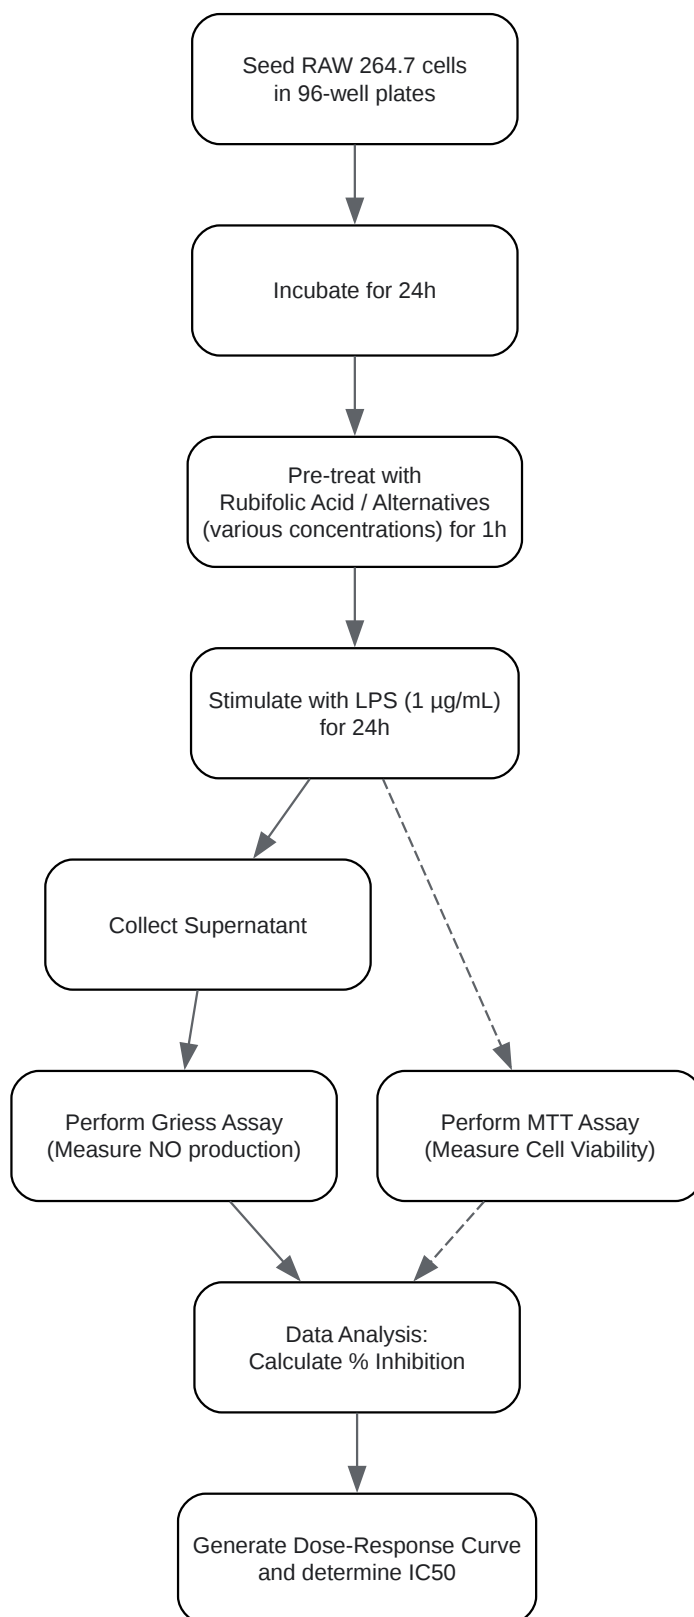 Seed RAW 264.7 cells
in 96-well plates
Incubate for 24h
Pre-treat with
Rubifolic Acid / Alternatives
(various concentrations) for 1h
Stimulate with LPS (1 µg/mL)
for 24h
Collect Supernatant
Perform Griess Assay
(Measure NO production)
Perform MTT Assay
(Measure Cell Viability)
Data Analysis:
Calculate % Inhibition
Generate Dose-Response Curve
and determine IC50